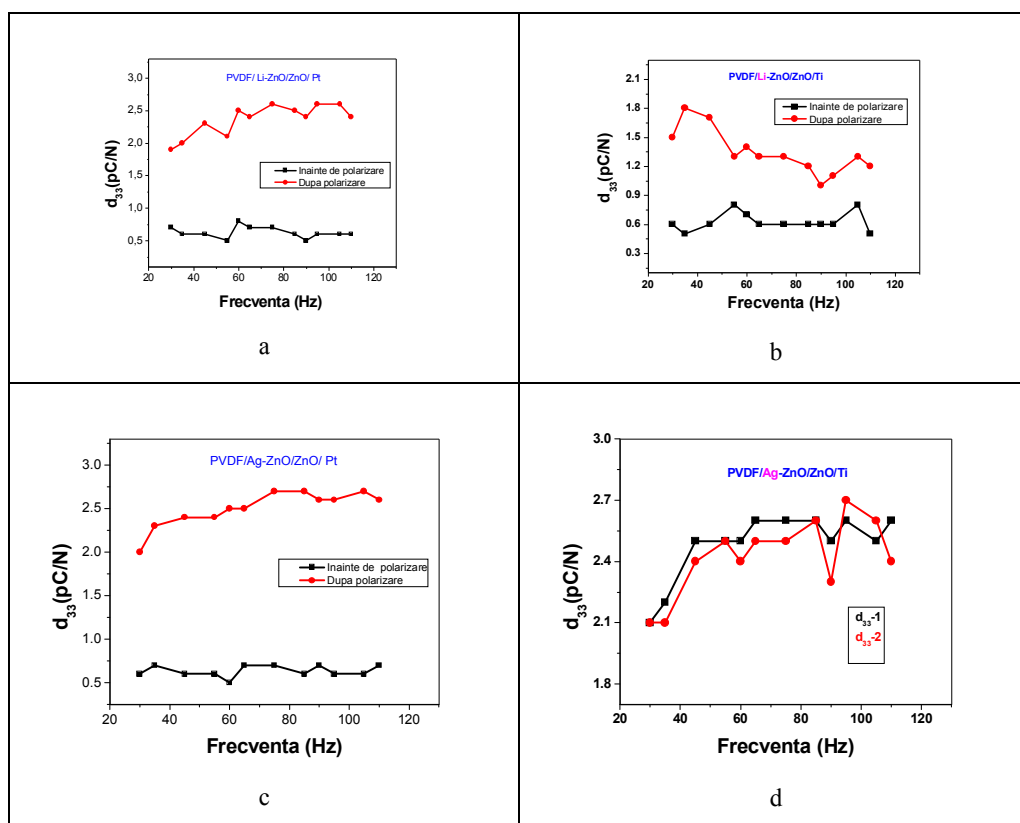 PVDF/ Li-ZnO/ZnO/ Pt
3,0
2,5
2,0
1,5
1,0
0,5
d33(pC/N)
Inainte de polarizare
Dupa polarizare
20 40 60 80 100 120
Frecventa (Hz)
a
PVDF/Li-ZnO/ZnO/Ti
2.1
1.8
1.5
1.2
0.9
0.6
0.3
d33(pC/N)
Inainte de polarizare
Dupa polarizare
20 40 60 80 100 120
Frecventa (Hz)
b
PVDF/Ag-ZnO/ZnO/ Pt
3.0
2.5
2.0
1.5
1.0
0.5
d33(pC/N)
Inainte de polarizare
Dupa polarizare
20 40 60 80 100 120
Frecventa (Hz)
c
PVDF/Ag-ZnO/ZnO/Ti
3.0
2.7
2.4
2.1
1.8
d33(pC/N)
d33-1
d33-2
20 40 60 80 100 120
Frecventa (Hz)
d